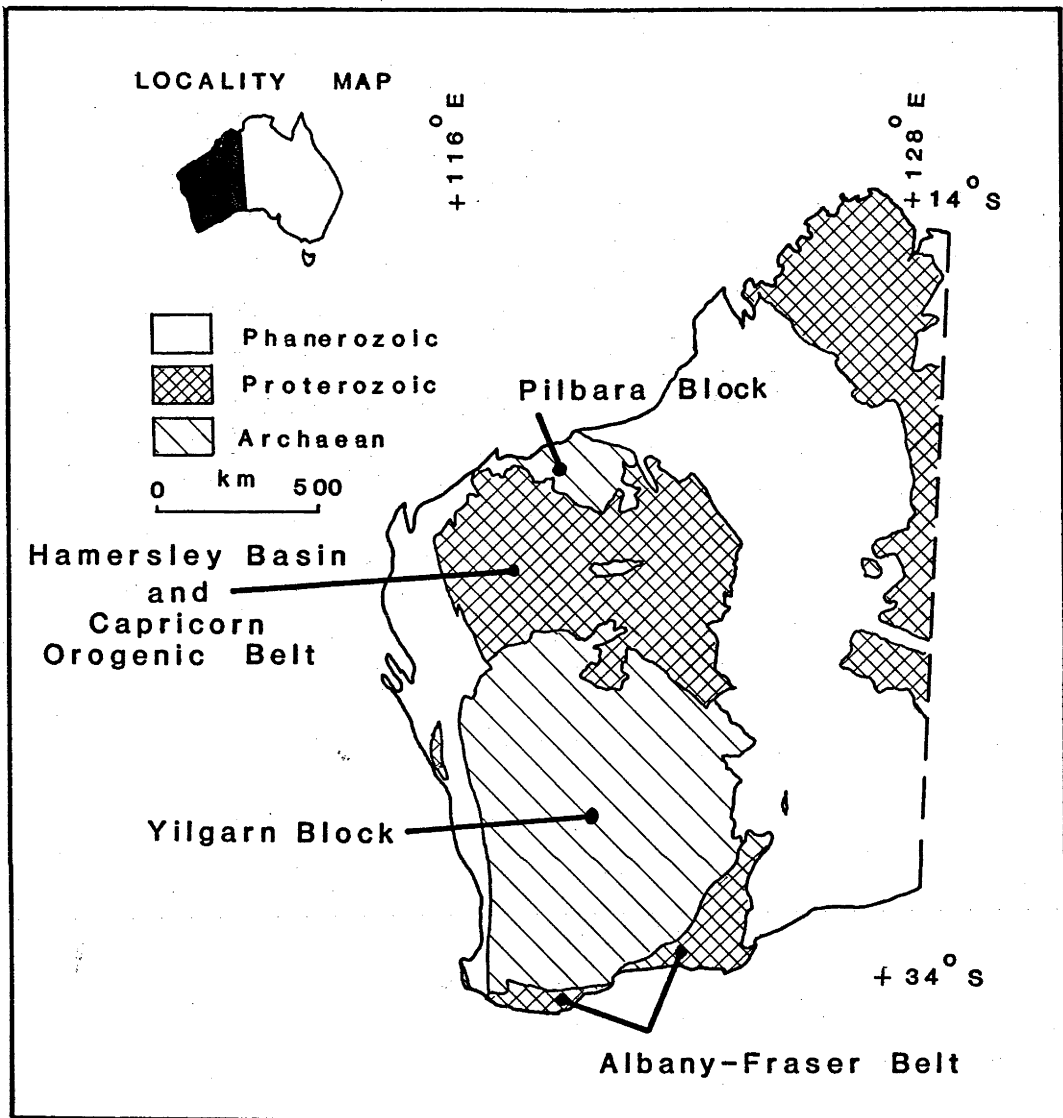 LOCALITY MAP
+116°E
+128°E
+14°S
Phanerozoic
Proterozoic
Archaean
km
0 500
Pilbara Block
Hamersley Basin
and
Capricorn
Orogenic Belt
Yilgarn Block
+34°S
Albany-Fraser Belt